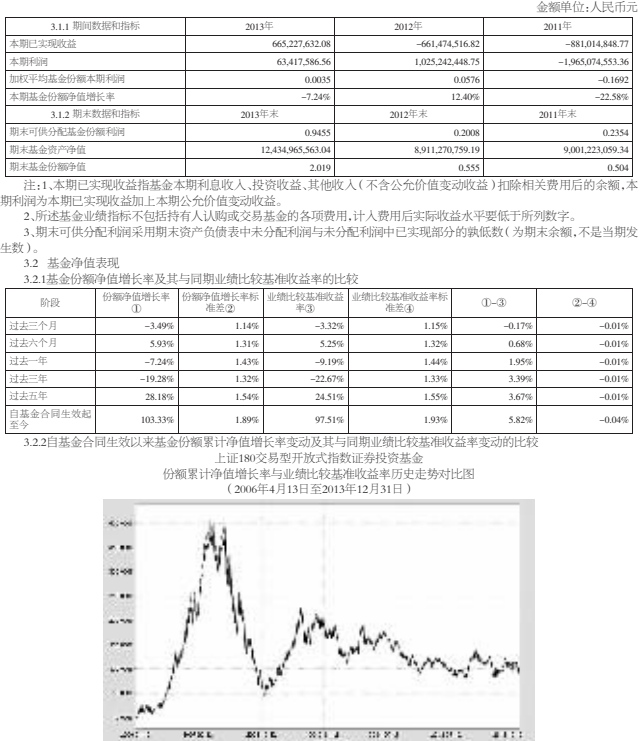 金额单位:人民币元
3.1.1 期间数据和指标 2013年 2012年 2011年
本期已实现收益 665,227,632.08 -661,474,516.82 -881,014,848.77
本期利润 63,417,586.56 1,025,242,448.75 -1,965,074,553.36
加权平均基金份额本期利润 0.0035 0.0576 -0.1692
本期基金份额净值增长率 -7.24% 12.40% -22.58%
3.1.2 期末数据和指标 2013年末 2012年末 2011年末
期末可供分配基金份额利润 0.9455 0.2008 0.2354
期末基金资产净值 12,434,965,563.04 8,911,270,759.19 9,001,223,059.34
期末基金份额净值 2.019 0.555 0.504
注:1、本期已实现收益指基金本期利息收入、投资收益、其他收入(不含公允价值变动收益)扣除相关费用后的余额,本
期利润为本期已实现收益加上本期公允价值变动收益。
2、所述基金业绩指标不包括持有人认购或交易基金的各项费用,计入费用后实际收益水平要低于所列数字。
3、期末可供分配利润采用期末资产负债表中未分配利润与未分配利润中已实现部分的孰低数(为期末余额,不是当期发
生数)。
3.2 基金净值表现
3.2.1基金份额净值增长率及其与同期业绩比较基准收益率的比较
阶段 份额净值增长率① 份额净值增长率标准差② 业绩比较基准收益率③ 业绩比较基准收益率标准差④ ①-③ ②-④
过去三个月 -3.49% 1.14% -3.32% 1.15% -0.17% -0.01%
过去六个月 5.93% 1.31% 5.25% 1.32% 0.68% -0.01%
过去一年 -7.24% 1.43% -9.19% 1.44% 1.95% -0.01%
过去三年 -19.28% 1.32% -22.67% 1.33% 3.39% -0.01%
过去五年 28.18% 1.54% 24.51% 1.55% 3.67% -0.01%
自基金合同生效起至今 103.33% 1.89% 97.51% 1.93% 5.82% -0.04%
3.2.2自基金合同生效以来基金份额累计净值增长率变动及其与同期业绩比较基准收益率变动的比较
上证180交易型开放式指数证券投资基金
份额累计净值增长率与业绩比较基准收益率历史走势对比图
(2006年4月13日至2013年12月31日)